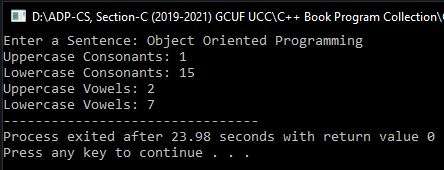 D:\ADP-CS, Section-C (2019-2021) GCUF UCC\C++ Book Program Collection\
Enter a Sentence: Object Oriented Programming
Uppercase Consonants: 1
Lowercase Consonants: 15
Uppercase Vowels: 2
Lowercase Vowels: 7
--------------------------------
Process exited after 23.98 seconds with return value 0
Press any key to continue . . .